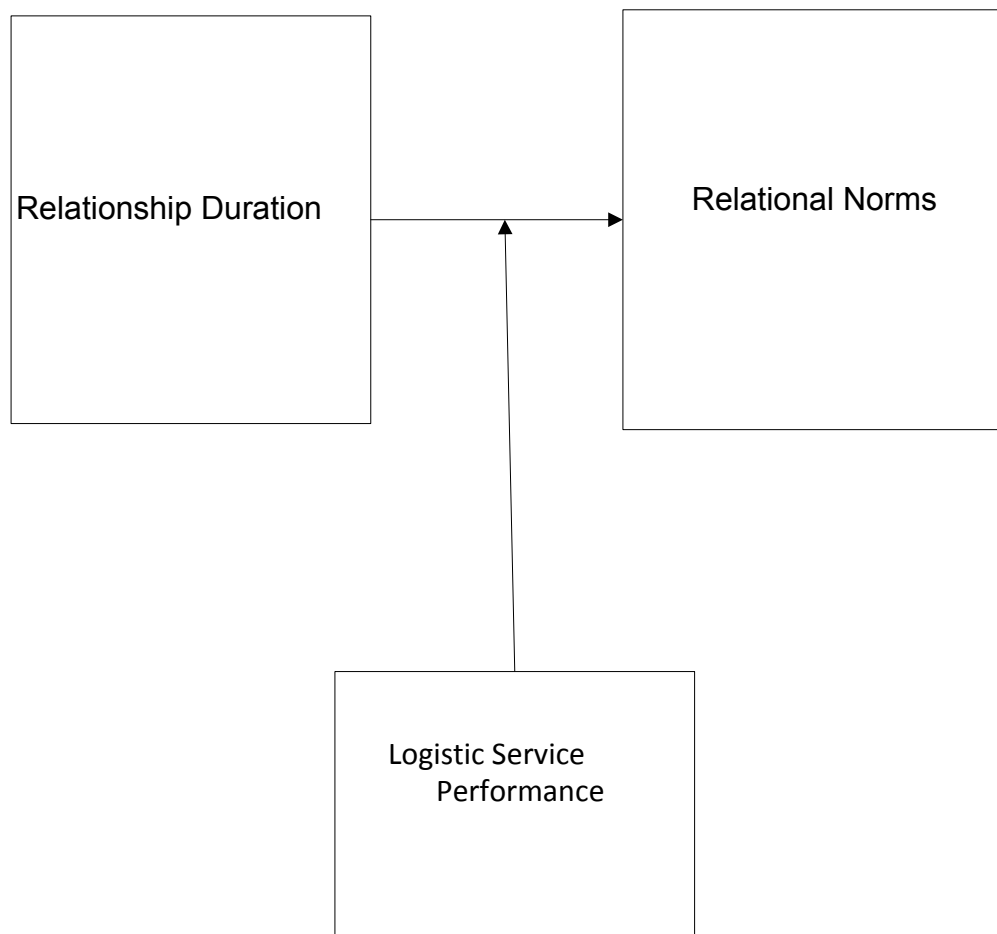 Relationship Duration
Relational Norms
Logistic Service
Performance